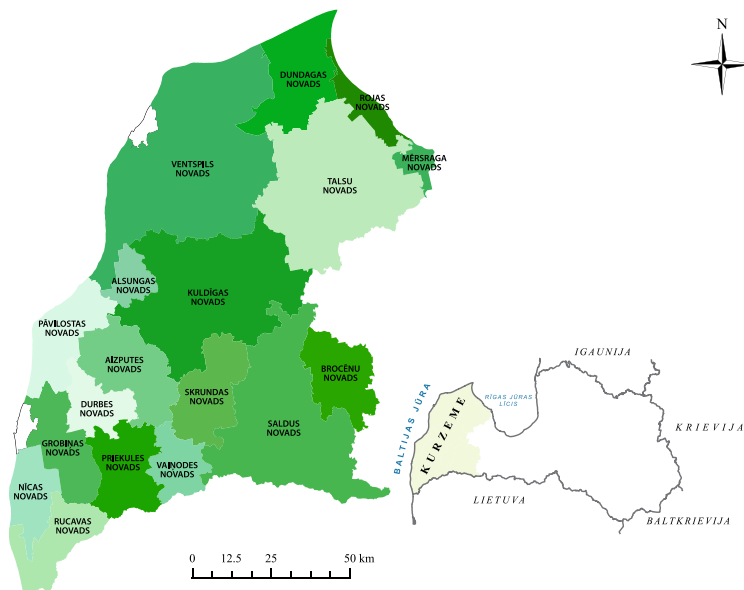 N
DUNDAGAS
NOVADS
ROJAS
NOVADS
MĒRSRAGA
NOVADS
VENTSPILS
NOVADS
TALSU
NOVADS
ALSUNGAS
NOVADS
KULDĪGAS
NOVADS
PĀVILOSTAS
NOVADS
AIZPUTES
NOVADS
BROCĒNU
NOVADS
SKRUNDAS
NOVADS
DURBES
NOVADS
SALDUS
NOVADS
GROBIŅAS
NOVADS
PRIEKULES
NOVADS
VAIŅODES
NOVADS
NĪCAS
NOVADS
RUCAVAS
NOVADS
0 12.5 25 50 km
IGAUNIJA
RĪGAS JŪRAS
LĪCIS
BALTIJAS JŪRA
KURZEME
KRIEVIJA
LIETUVA
BALTKRIEVIJA